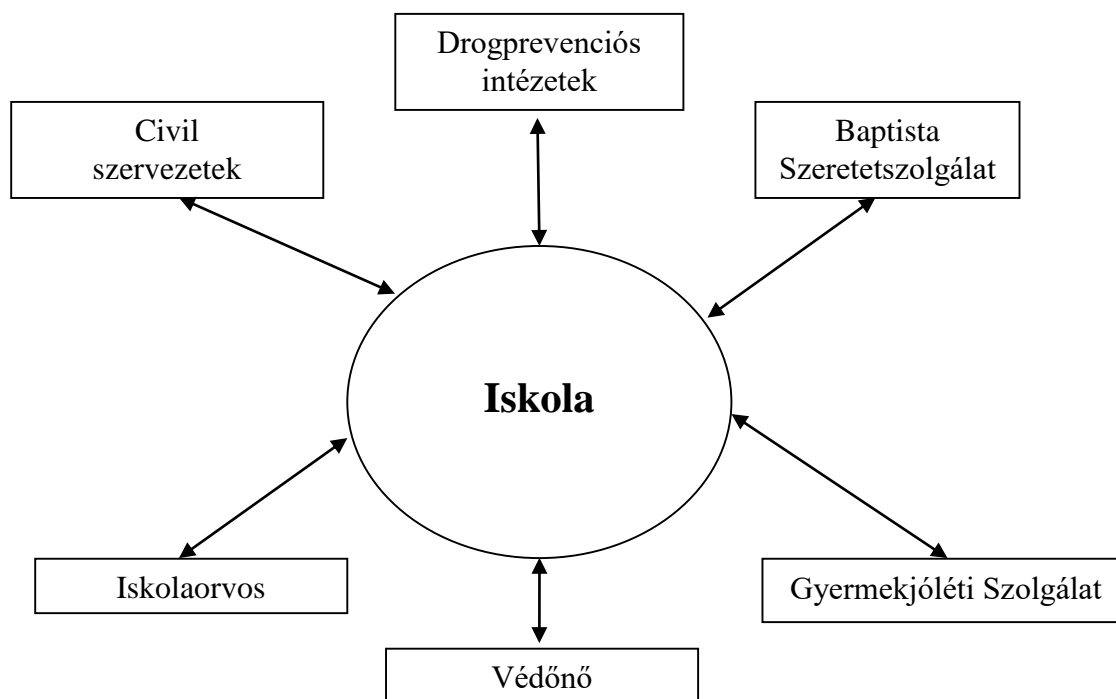 Drogprevenciós
intézetek
Civil
szervezetek
Baptista
Szeretetszolgálat
Iskola
Iskolaorvos
Gyermekjóléti Szolgálat
Védőnő